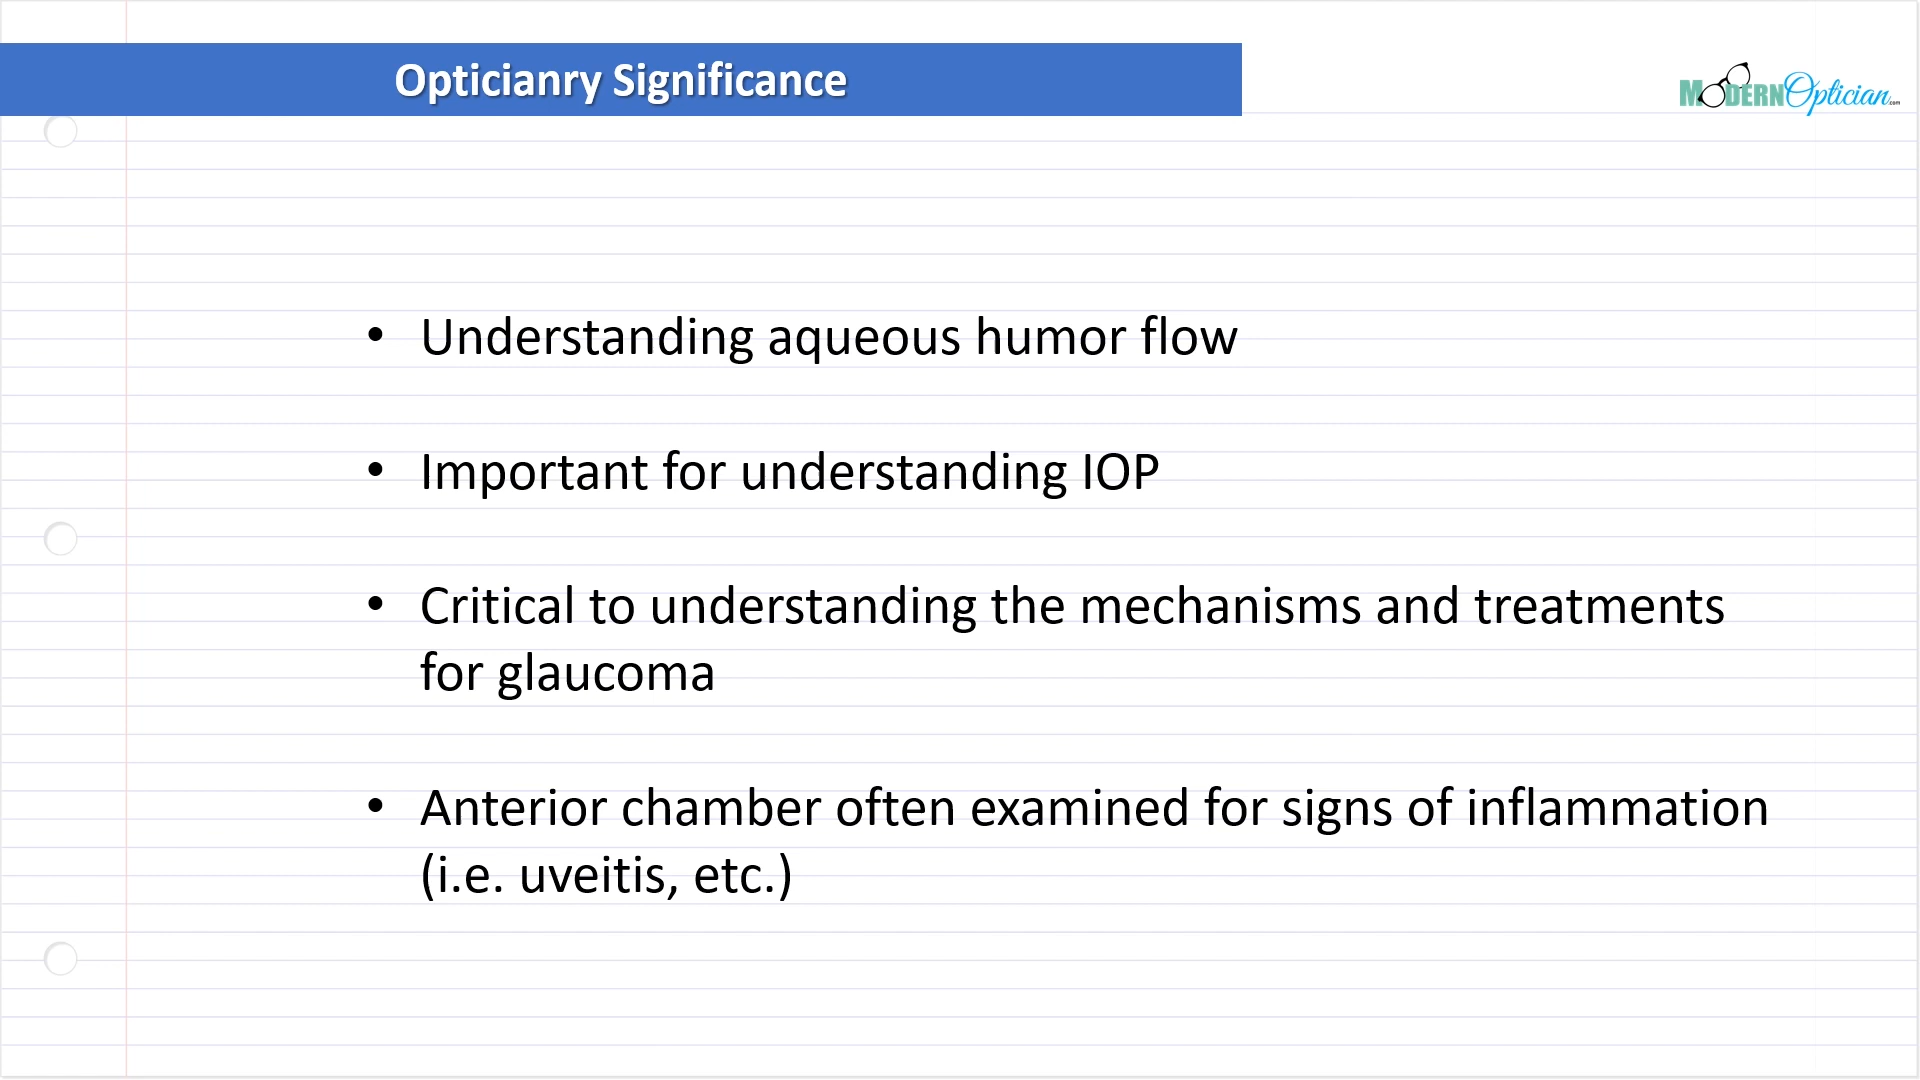 Opticianry Significance
MODERNOptician.com
• Understanding aqueous humor flow
• Important for understanding IOP
• Critical to understanding the mechanisms and treatments
for glaucoma
• Anterior chamber often examined for signs of inflammation
(i.e. uveitis, etc.)